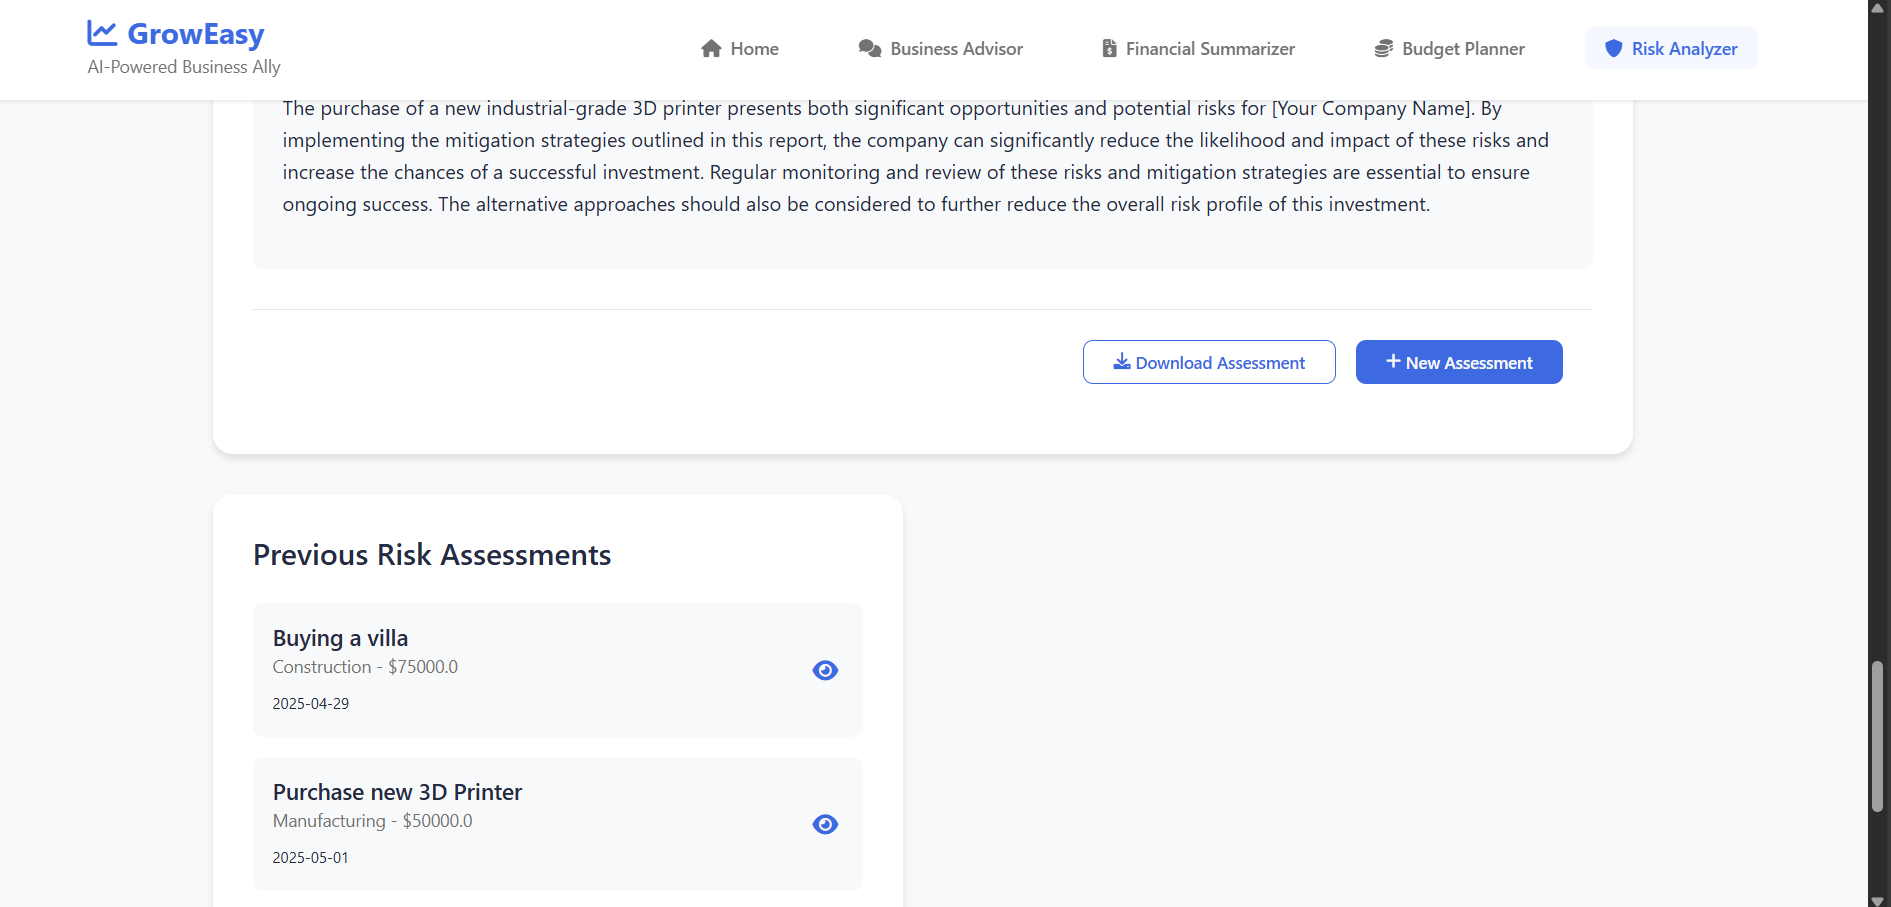 GrowEasy
AI-Powered Business Ally
Home
Business Advisor
Financial Summarizer
Budget Planner
Risk Analyzer
The purchase of a new industrial-grade 3D printer presents both significant opportunities and potential risks for [Your Company Name]. By
implementing the mitigation strategies outlined in this report, the company can significantly reduce the likelihood and impact of these risks and
increase the chances of a successful investment. Regular monitoring and review of these risks and mitigation strategies are essential to ensure
ongoing success. The alternative approaches should also be considered to further reduce the overall risk profile of this investment.
Download Assessment
+ New Assessment
Previous Risk Assessments
Buying a villa
Construction - $75000.0
2025-04-29
Purchase new 3D Printer
Manufacturing - $50000.0
2025-05-01